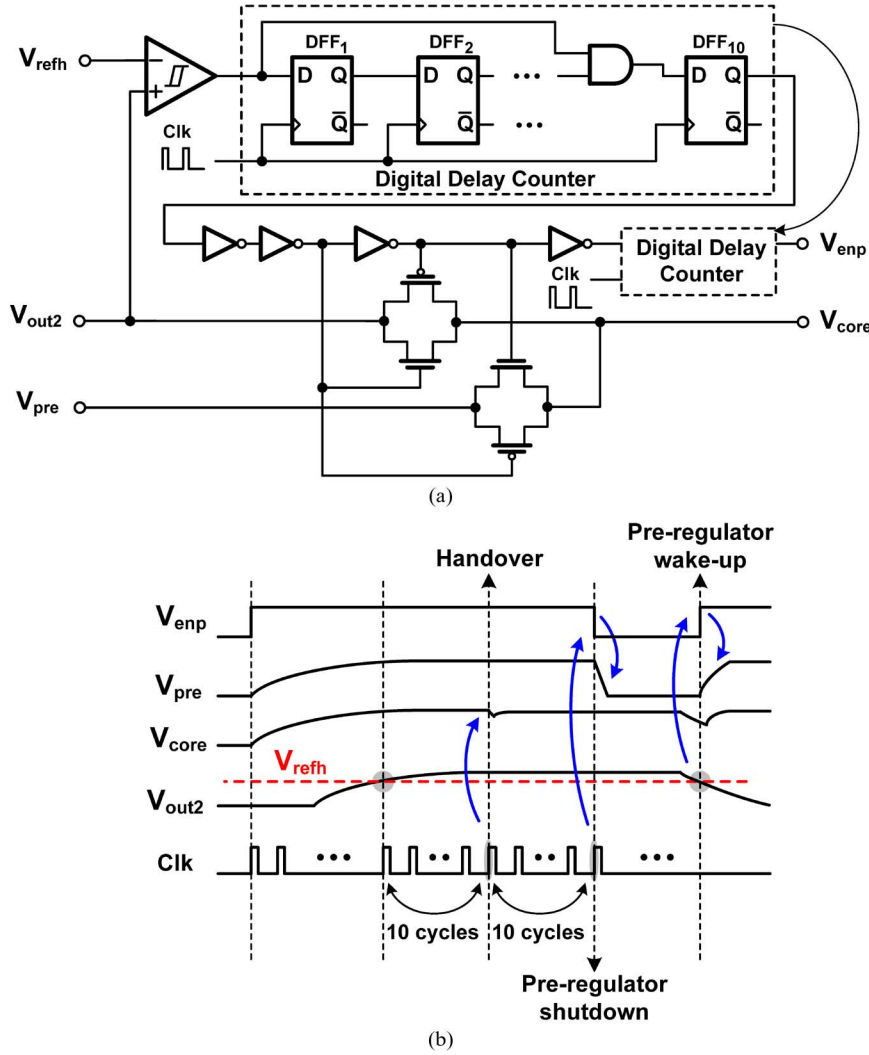 DFF1 DFF2 DFF10
Vrefh
− +
D Q D Q ••• D Q
Q̅ Q̅ ••• Q̅
Clk
Digital Delay Counter
Digital Delay
Counter
Venp
Clk
Vout2
Vcore
Vpre
(a)
Pre-regulator
wake-up
Handover
Venp
Vpre
Vcore
Vrefh
Vout2
Clk ••• •• •• •••
10 cycles 10 cycles
Pre-regulator
shutdown
(b)